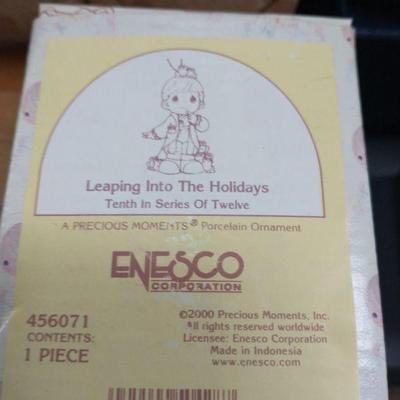 Leaping Into The Holidays
Tenth In Series Of Twelve
A PRECIOUS MOMENTS® Porcelain Ornament
ENESCO
CORPORATION
456071
CONTENTS:
1 PIECE
©2000 Precious Moments, Inc.
All rights reserved worldwide
Licensee: Enesco Corporation
Made in Indonesia
www.enesco.com